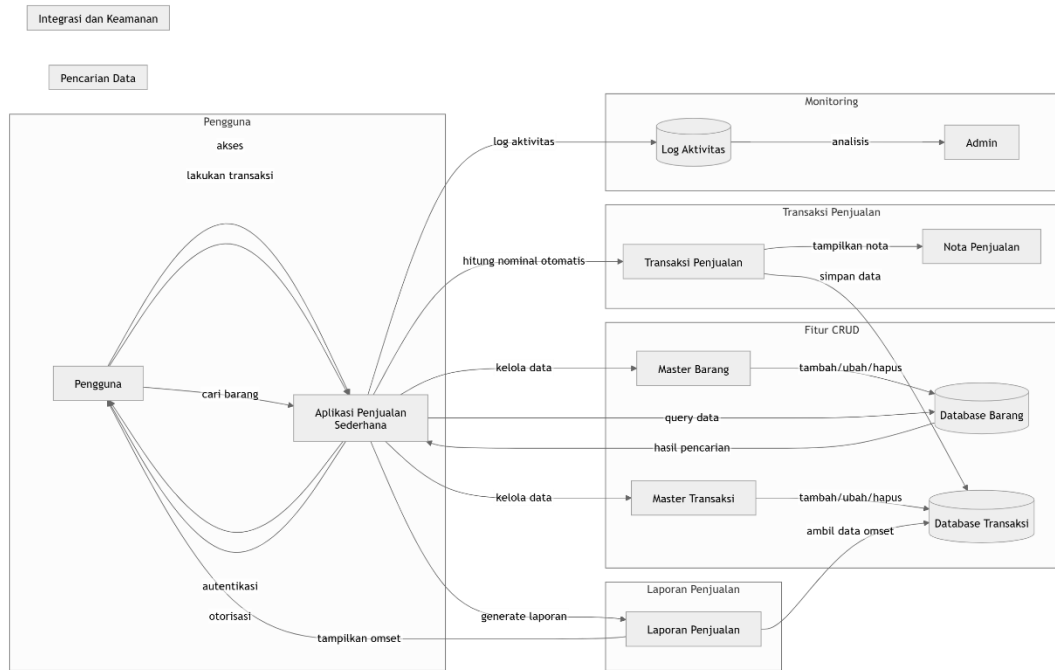 Integrasi dan Keamanan
Pencarian Data
Pengguna
akses
lakukan transaksi
Pengguna
cari barang
Aplikasi Penjualan
Sederhana
autentikasi
otorisasi
tampilkan omset
log aktivitas
hitung nominal otomatis
kelola data
query data
hasil pencarian
kelola data
generate laporan
Monitoring
Log Aktivitas
analisis
Admin
Transaksi Penjualan
Transaksi Penjualan
tampilkan nota
Nota Penjualan
simpan data
Fitur CRUD
Master Barang
tambah/ubah/hapus
Database Barang
Master Transaksi
tambah/ubah/hapus
Database Transaksi
ambil data omset
Laporan Penjualan
Laporan Penjualan